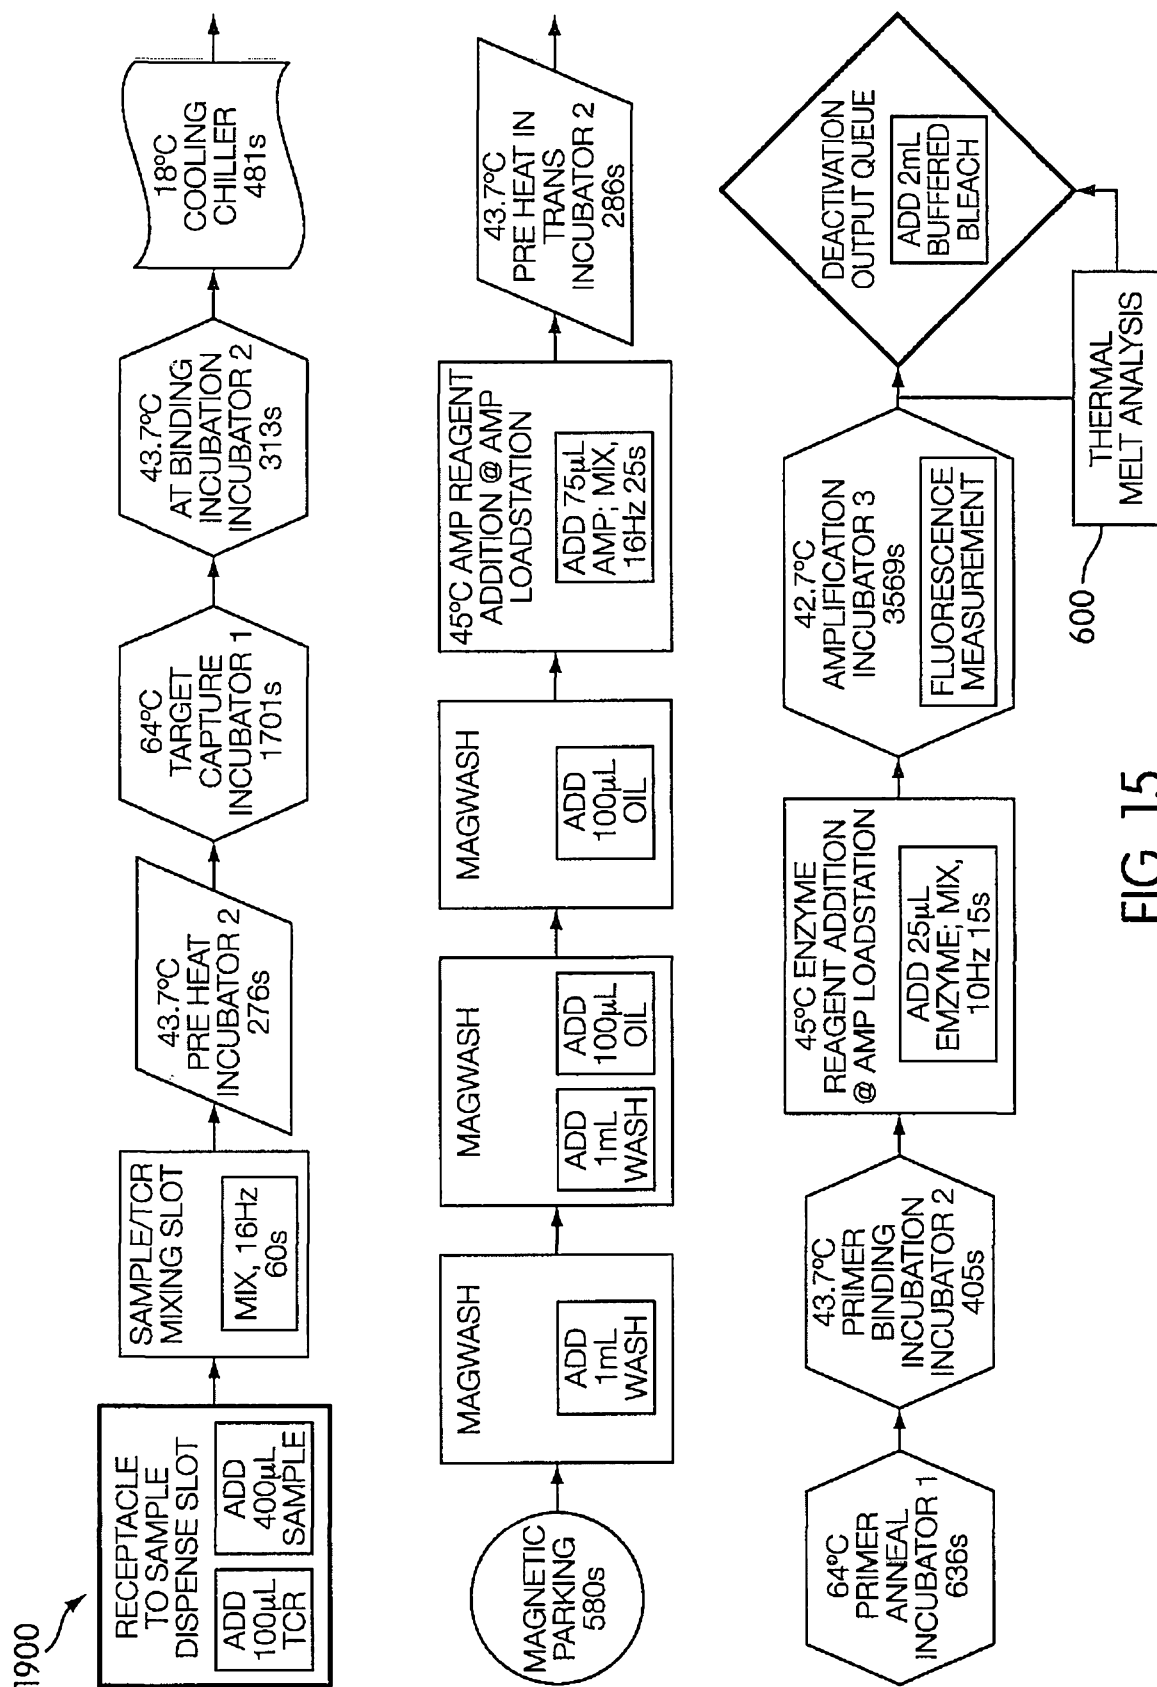 1900
RECEPTACLE
TO SAMPLE
DISPENSE SLOT
ADD
100µL
TCR
ADD
400µL
SAMPLE
SAMPLE/TCR
MIXING SLOT
MIX, 16Hz
60s
43.7°C
PRE HEAT
INCUBATOR 2
276s
64°C
TARGET
CAPTURE
INCUBATOR 1
1701s
43.7°C
AT BINDING
INCUBATION
INCUBATOR 2
313s
18°C
COOLING
CHILLER
481s
MAGNETIC
PARKING
580s
MAGWASH
ADD
1mL
WASH
MAGWASH
ADD
1mL
WASH
ADD
100µL
OIL
MAGWASH
ADD
100µL
OIL
45°C AMP REAGENT
ADDITION @ AMP
LOADSTATION
ADD 75µL
AMP; MIX,
16Hz 25s
43.7°C
PRE HEAT IN
TRANS
INCUBATOR 2
286s
64°C
PRIMER
ANNEAL
INCUBATOR 1
636s
43.7°C
PRIMER
BINDING
INCUBATION
INCUBATOR 2
405s
45°C ENZYME
REAGENT ADDITION
@ AMP LOADSTATION
ADD 25µL
EMZYME; MIX,
10Hz 15s
42.7°C
AMPLIFICATION
INCUBATOR 3
3569s
FLUORESCENCE
MEASUREMENT
DEACTIVATION
OUTPUT QUEUE
ADD 2mL
BUFFERED
BLEACH
600
THERMAL
MELT ANALYSIS
FIG. 15